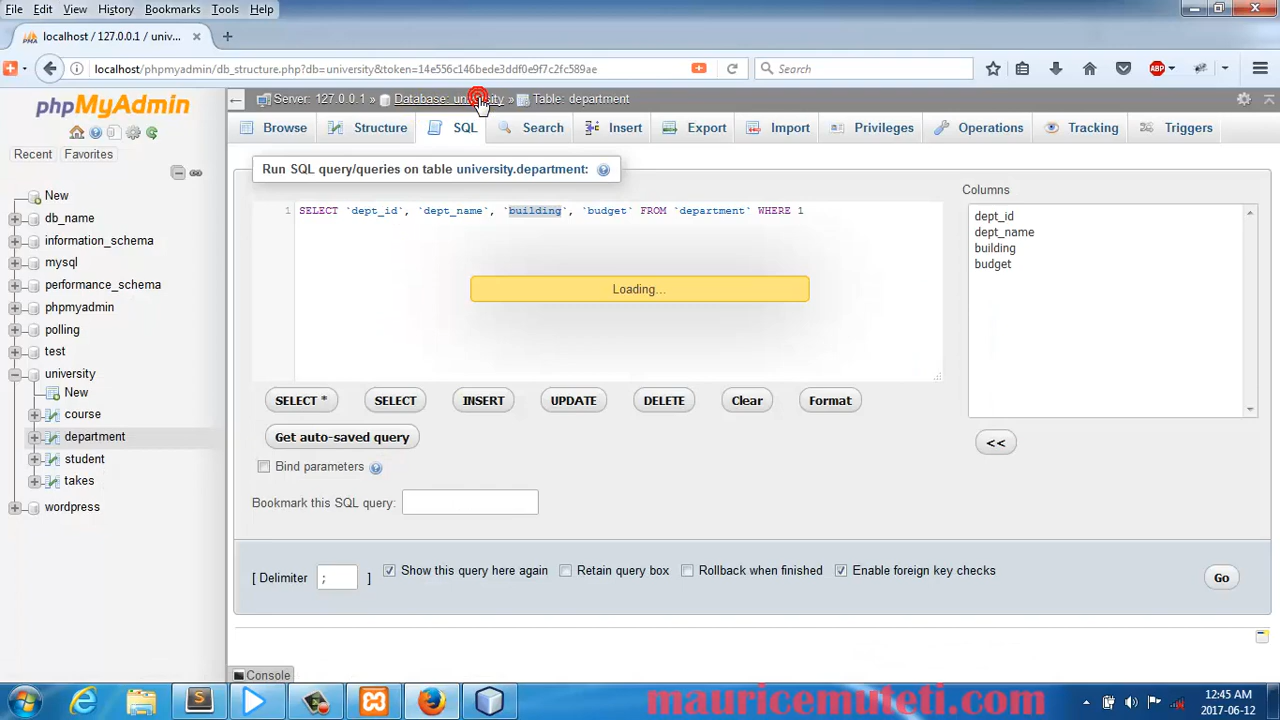 File Edit View History Bookmarks Tools Help
localhost / 127.0.0.1 / univ...
localhost/phpmyadmin/db_structure.php?db=university&token=14e556c146bede3ddf0e9f7c2fc589ae
Search
ABP
phpMyAdmin
Server: 127.0.0.1 » Database: university » Table: department
Browse Structure SQL Search Insert Export Import Privileges Operations Tracking Triggers
Recent Favorites
New
db_name
information_schema
mysql
performance_schema
phpmyadmin
polling
test
university
New
course
department
student
takes
wordpress
Run SQL query/queries on table university.department:
1 SELECT `dept_id`, `dept_name`, `building`, `budget` FROM `department` WHERE 1
Loading...
Columns
dept_id
dept_name
building
budget
<<
SELECT * SELECT INSERT UPDATE DELETE Clear Format
Get auto-saved query
Bind parameters
Bookmark this SQL query:
[ Delimiter ; ] Show this query here again Retain query box Rollback when finished Enable foreign key checks
Go
Console
mauricemuteti.com
12:45 AM
2017-06-12